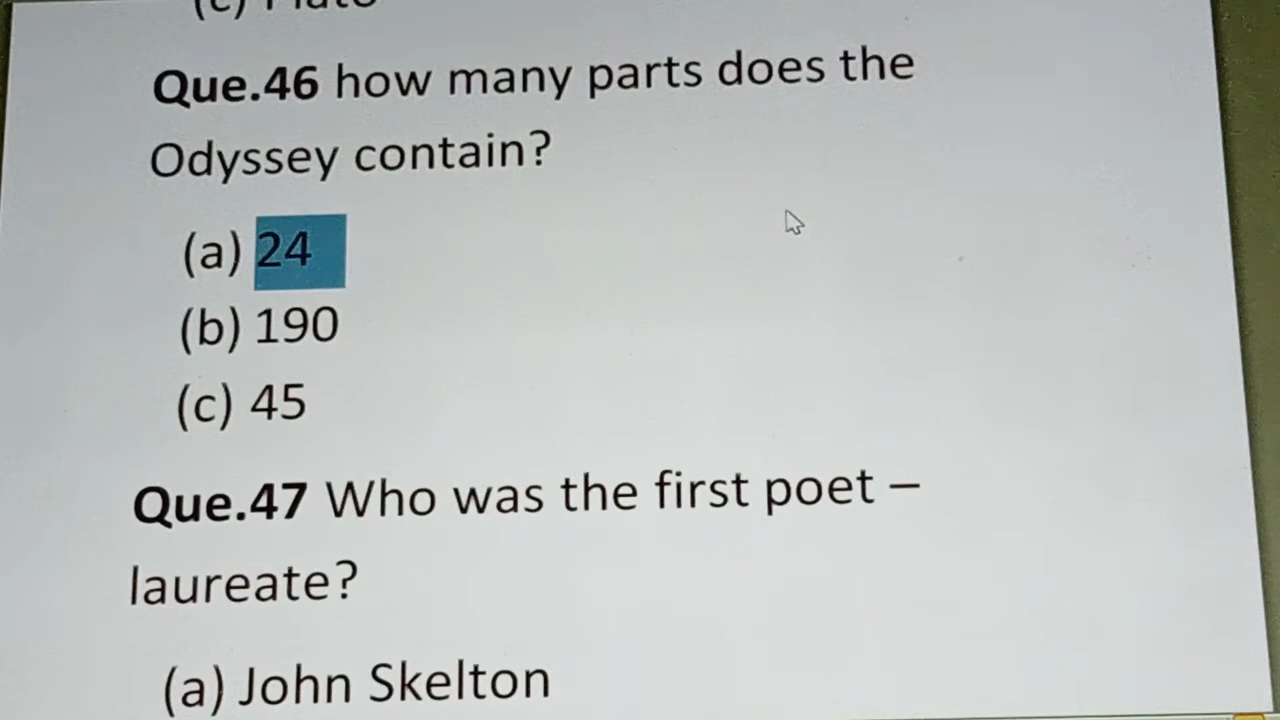 (c) Plato
Que.46 how many parts does the
Odyssey contain?
(a) 24
(b) 190
(c) 45
Que.47 Who was the first poet –
laureate?
(a) John Skelton